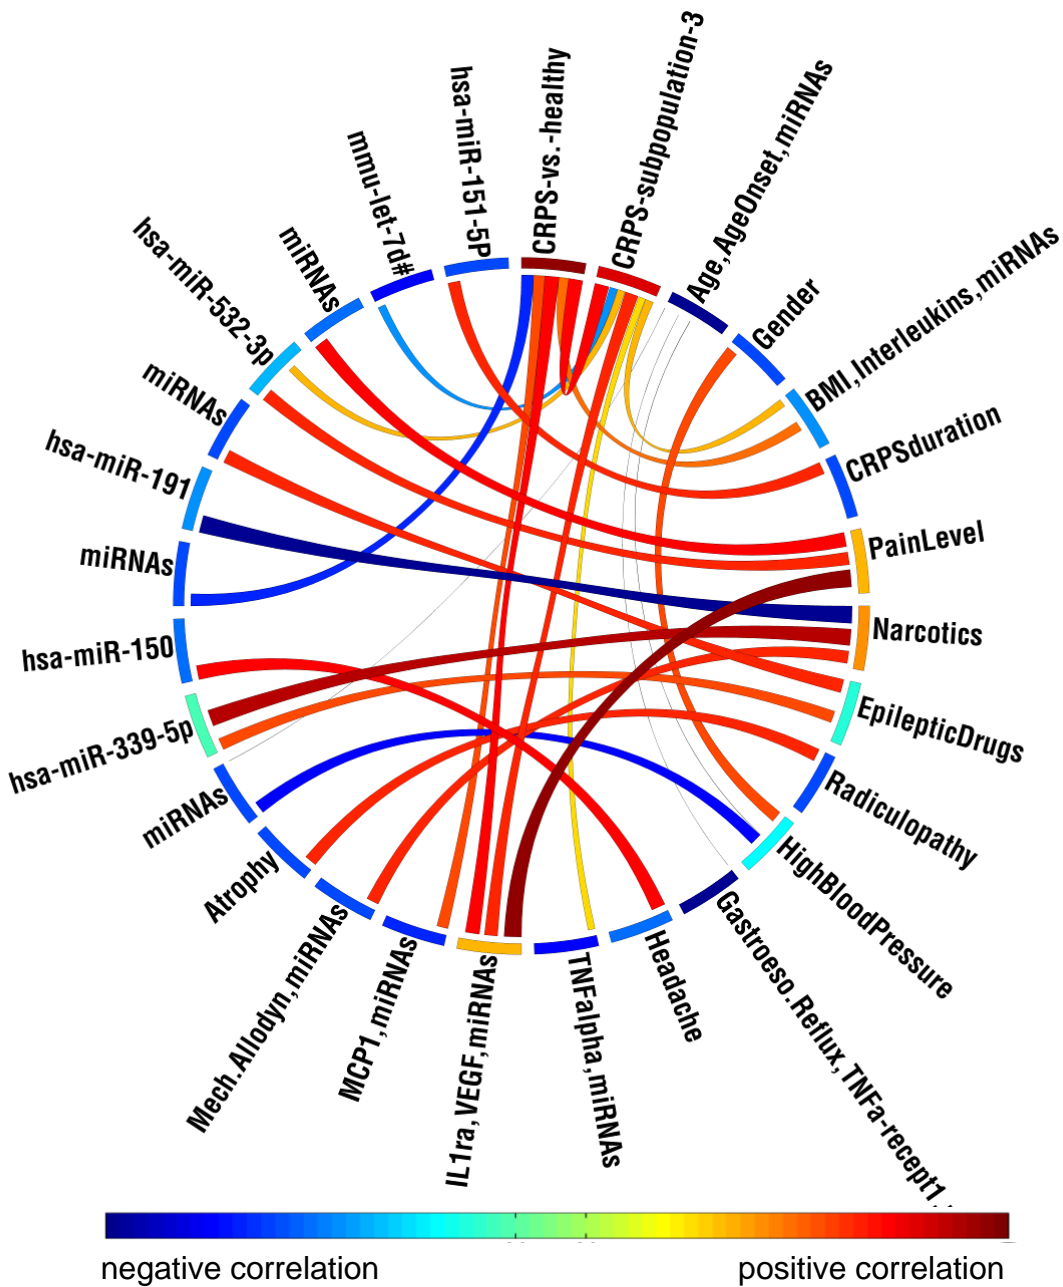 CRPS-vs.-healthy
CRPS-subpopulation-3
Age,AgeOnset,miRNAs
Gender
BMI,Interleukins,miRNAs
CRPSduration
PainLevel
Narcotics
EpilepticDrugs
Radiculopathy
HighBloodPressure
Gastroeso.Reflux,TNFa-recept1
Headache
TNFalpha,miRNAs
IL1ra,VEGF,miRNAs
MCP1,miRNAs
Mech.Allodyn,miRNAs
Atrophy
miRNAs
hsa-miR-339-5p
hsa-miR-150
miRNAs
hsa-miR-191
miRNAs
hsa-miR-532-3p
miRNAs
mmu-let-7d#
hsa-miR-151-5P
negative correlation
positive correlation